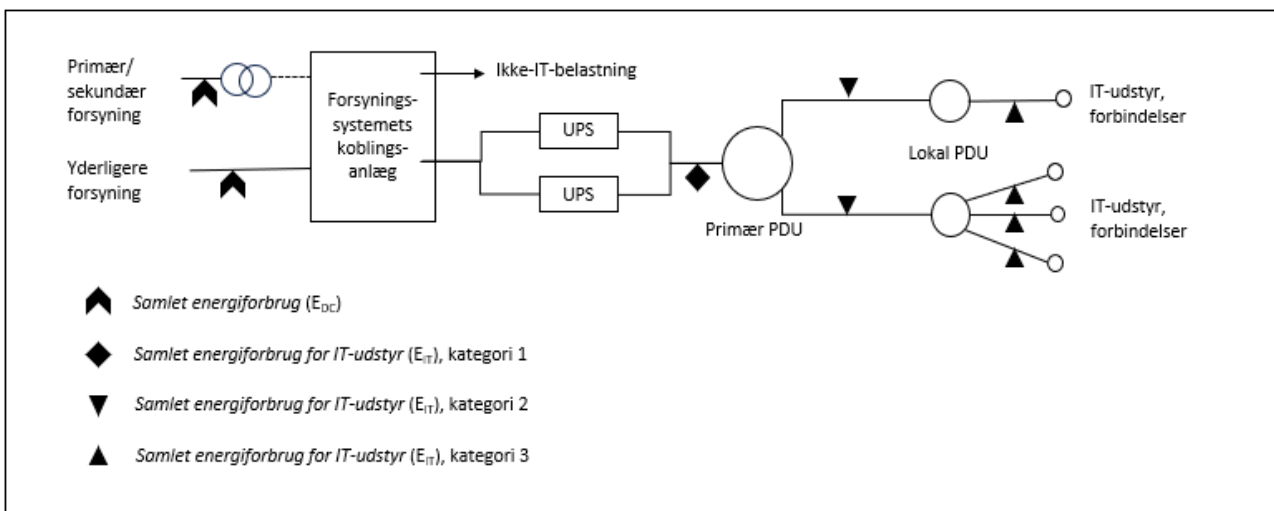 Primær/
sekundær
forsyning
Yderligere
forsyning
Forsynings-
systemets
koblings-
anlæg
Ikke-IT-belastning
UPS
UPS
Primær PDU
Lokal PDU
IT-udstyr,
forbindelser
IT-udstyr,
forbindelser
Samlet energiforbrug (EDC)
Samlet energiforbrug for IT-udstyr (EIT), kategori 1
Samlet energiforbrug for IT-udstyr (EIT), kategori 2
Samlet energiforbrug for IT-udstyr (EIT), kategori 3